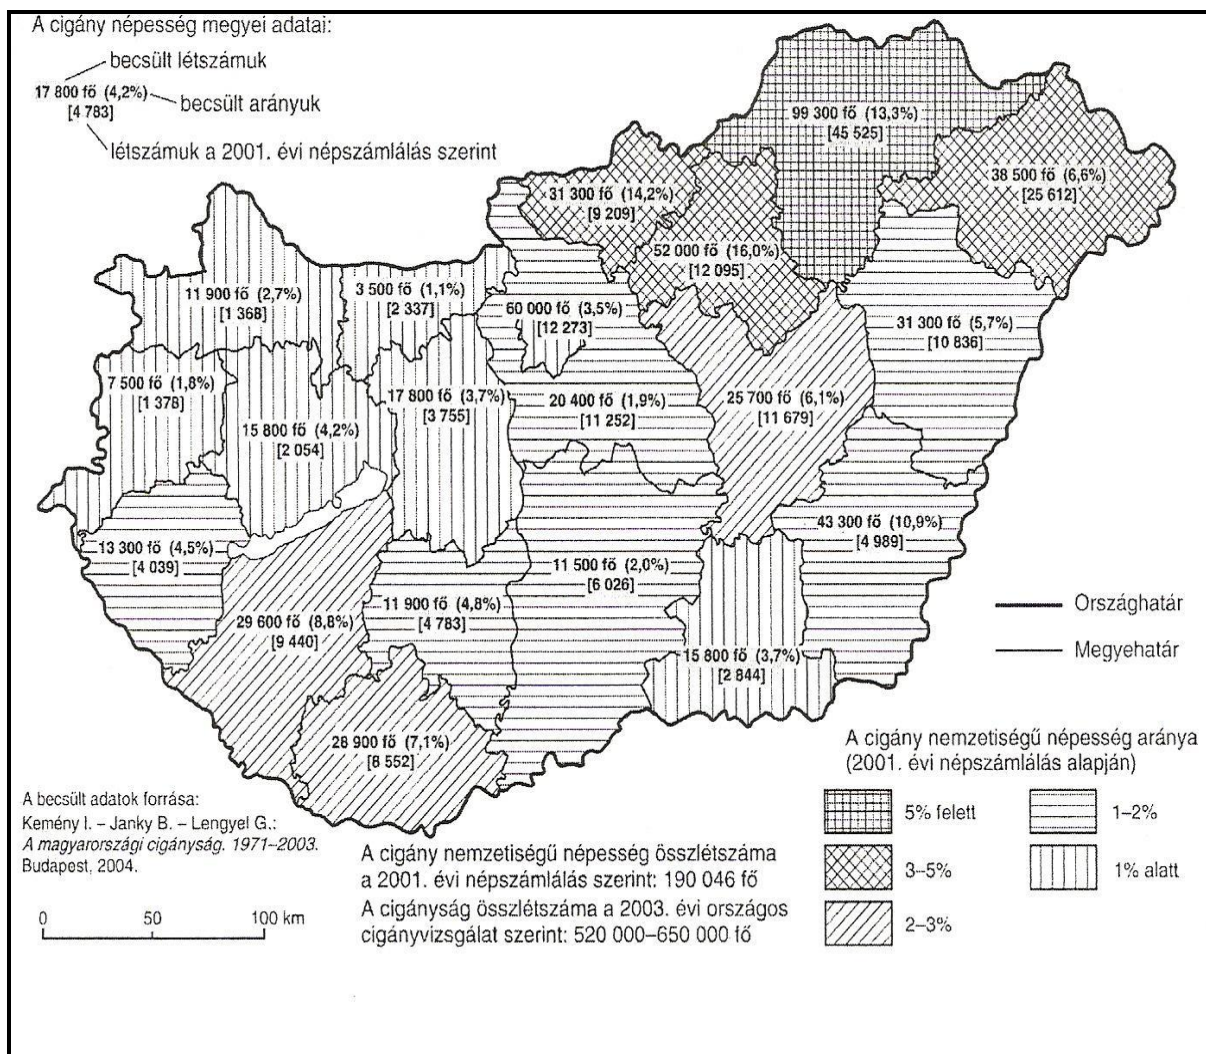 A cigány népesség megyei adatai:
becsült létszámuk
17 800 fő (4,2%)
[4 783]
becsült arányuk
létszámuk a 2001. évi népszámlálás szerint
99 300 fő (13,3%)
[45 525]
38 500 fő (6,6%)
[25 612]
31 300 fő (14,2%)
[9 209]
52 000 fő (16,0%)
[12 095]
11 900 fő (2,7%)
[1 368]
3 500 fő (1,1%)
[2 337]
60 000 fő (3,5%)
[12 273]
31 300 fő (5,7%)
[10 836]
7 500 fő (1,8%)
[1 378]
17 800 fő (3,7%)
[3 755]
20 400 fő (1,9%)
[11 252]
25 700 fő (6,1%)
[11 679]
15 800 fő (4,2%)
[2 054]
43 300 fő (10,9%)
[4 989]
13 300 fő (4,5%)
[4 039]
11 500 fő (2,0%)
[6 026]
11 900 fő (4,8%)
[4 783]
29 600 fő (8,8%)
[9 440]
15 800 fő (3,7%)
[2 844]
28 900 fő (7,1%)
[8 552]
Országhatár
Megyehatár
A cigány nemzetiségű népesség aránya
(2001. évi népszámlálás alapján)
5% felett
1–2%
3–5%
1% alatt
2–3%
A becsült adatok forrása:
Kemény I. – Janky B. – Lengyel G.:
A magyarországi cigányság. 1971–2003.
Budapest, 2004.
0 50 100 km
A cigány nemzetiségű népesség összlétszáma
a 2001. évi népszámlálás szerint: 190 046 fő
A cigányság összlétszáma a 2003. évi országos
cigányvizsgálat szerint: 520 000–650 000 fő